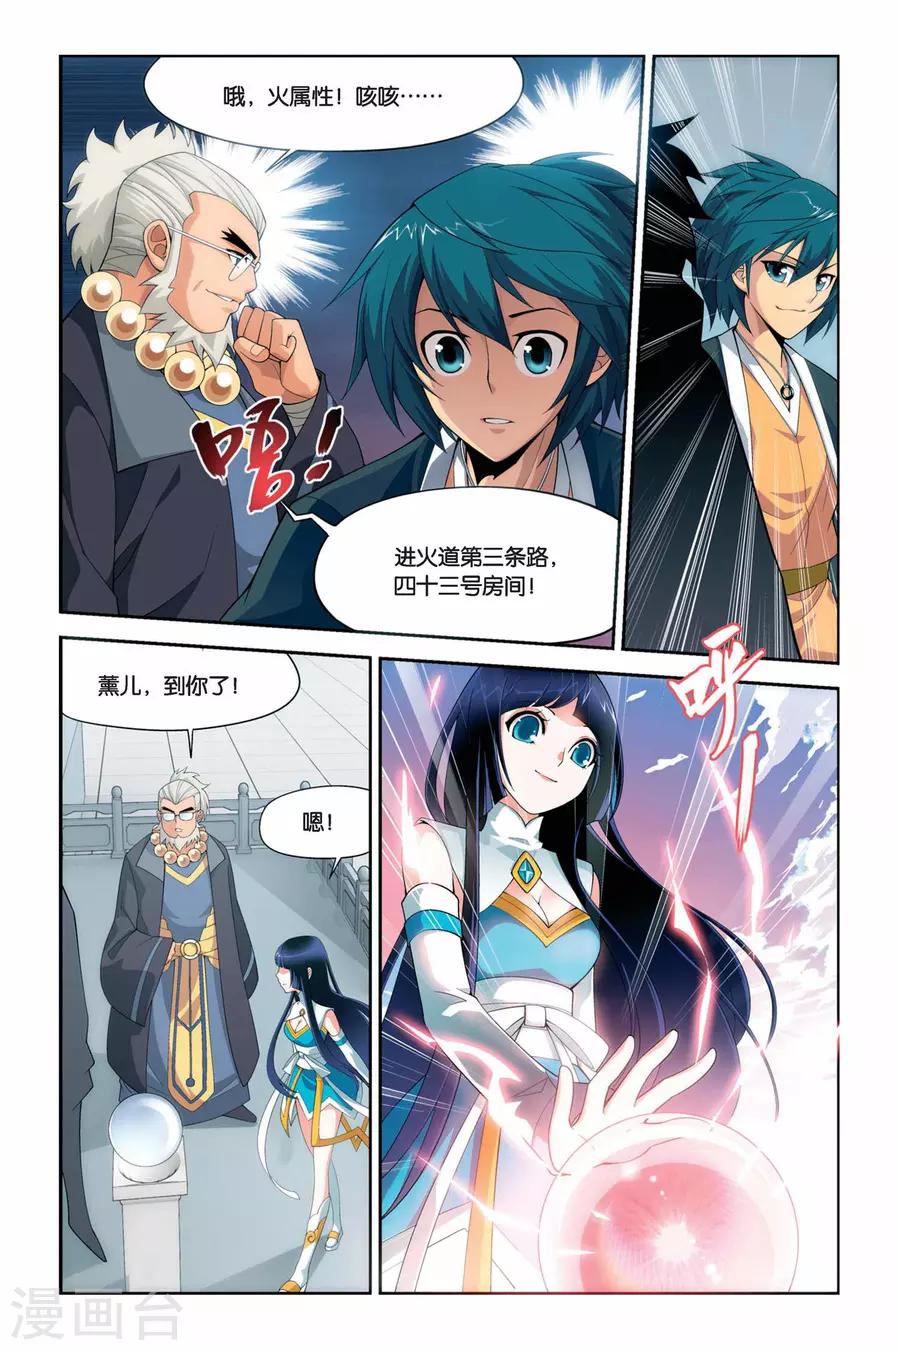 哦，火属性！咳咳……
唔！
进火道第三条路，
四十三号房间！
薰儿，到你了！
嗯！
呼——
漫画台